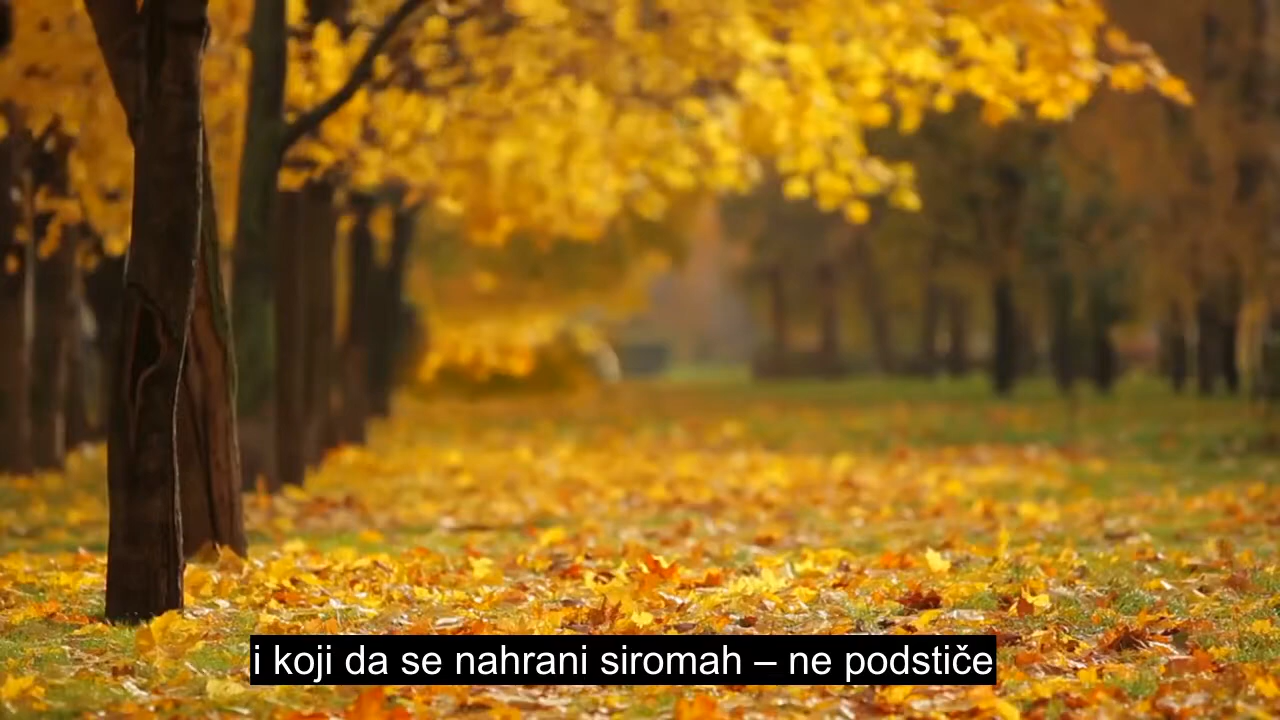 i koji da se nahrani siromah – ne podstiče